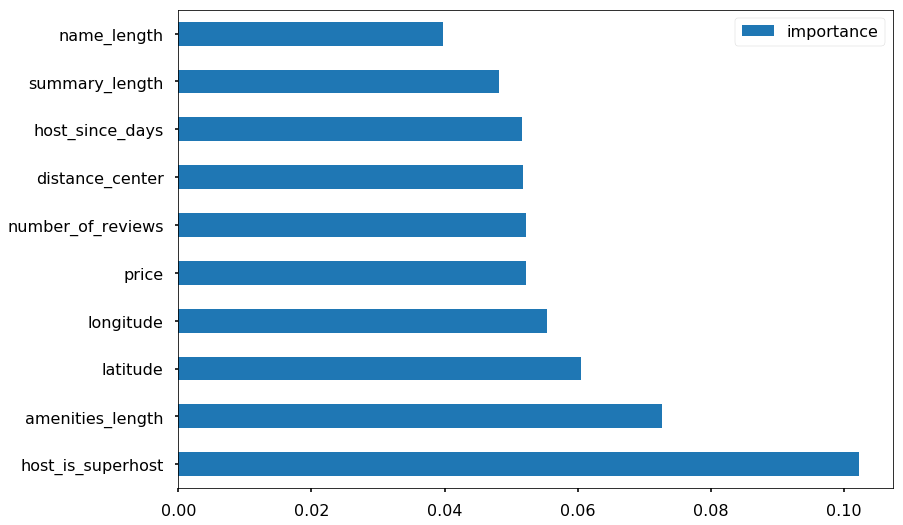 importance
name_length
summary_length
host_since_days
distance_center
number_of_reviews
price
longitude
latitude
amenities_length
host_is_superhost
0.00 0.02 0.04 0.06 0.08 0.10